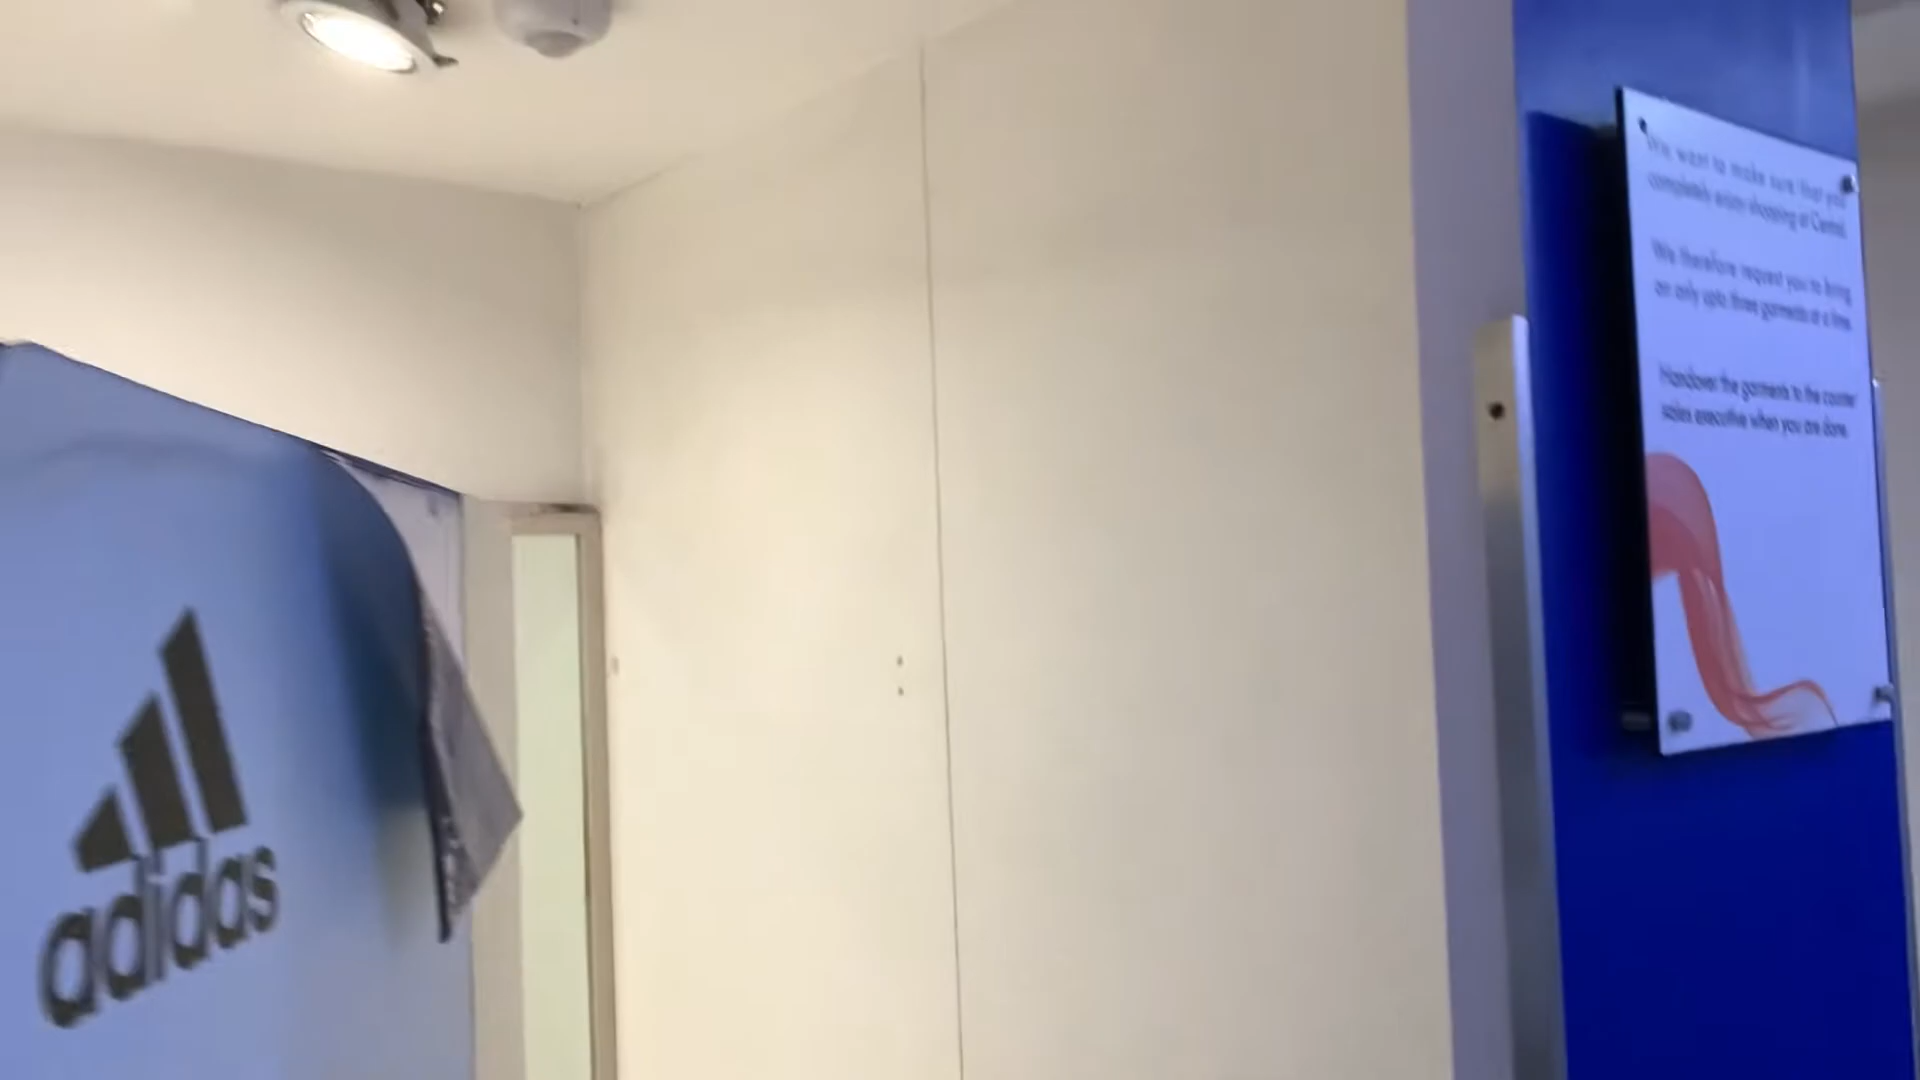 adidas
We want to make sure that you
completely enjoy shopping at Central.
We therefore request you to bring
on only upto three garments at a time.
Handover the garments to the counter
sales executive when you are done.